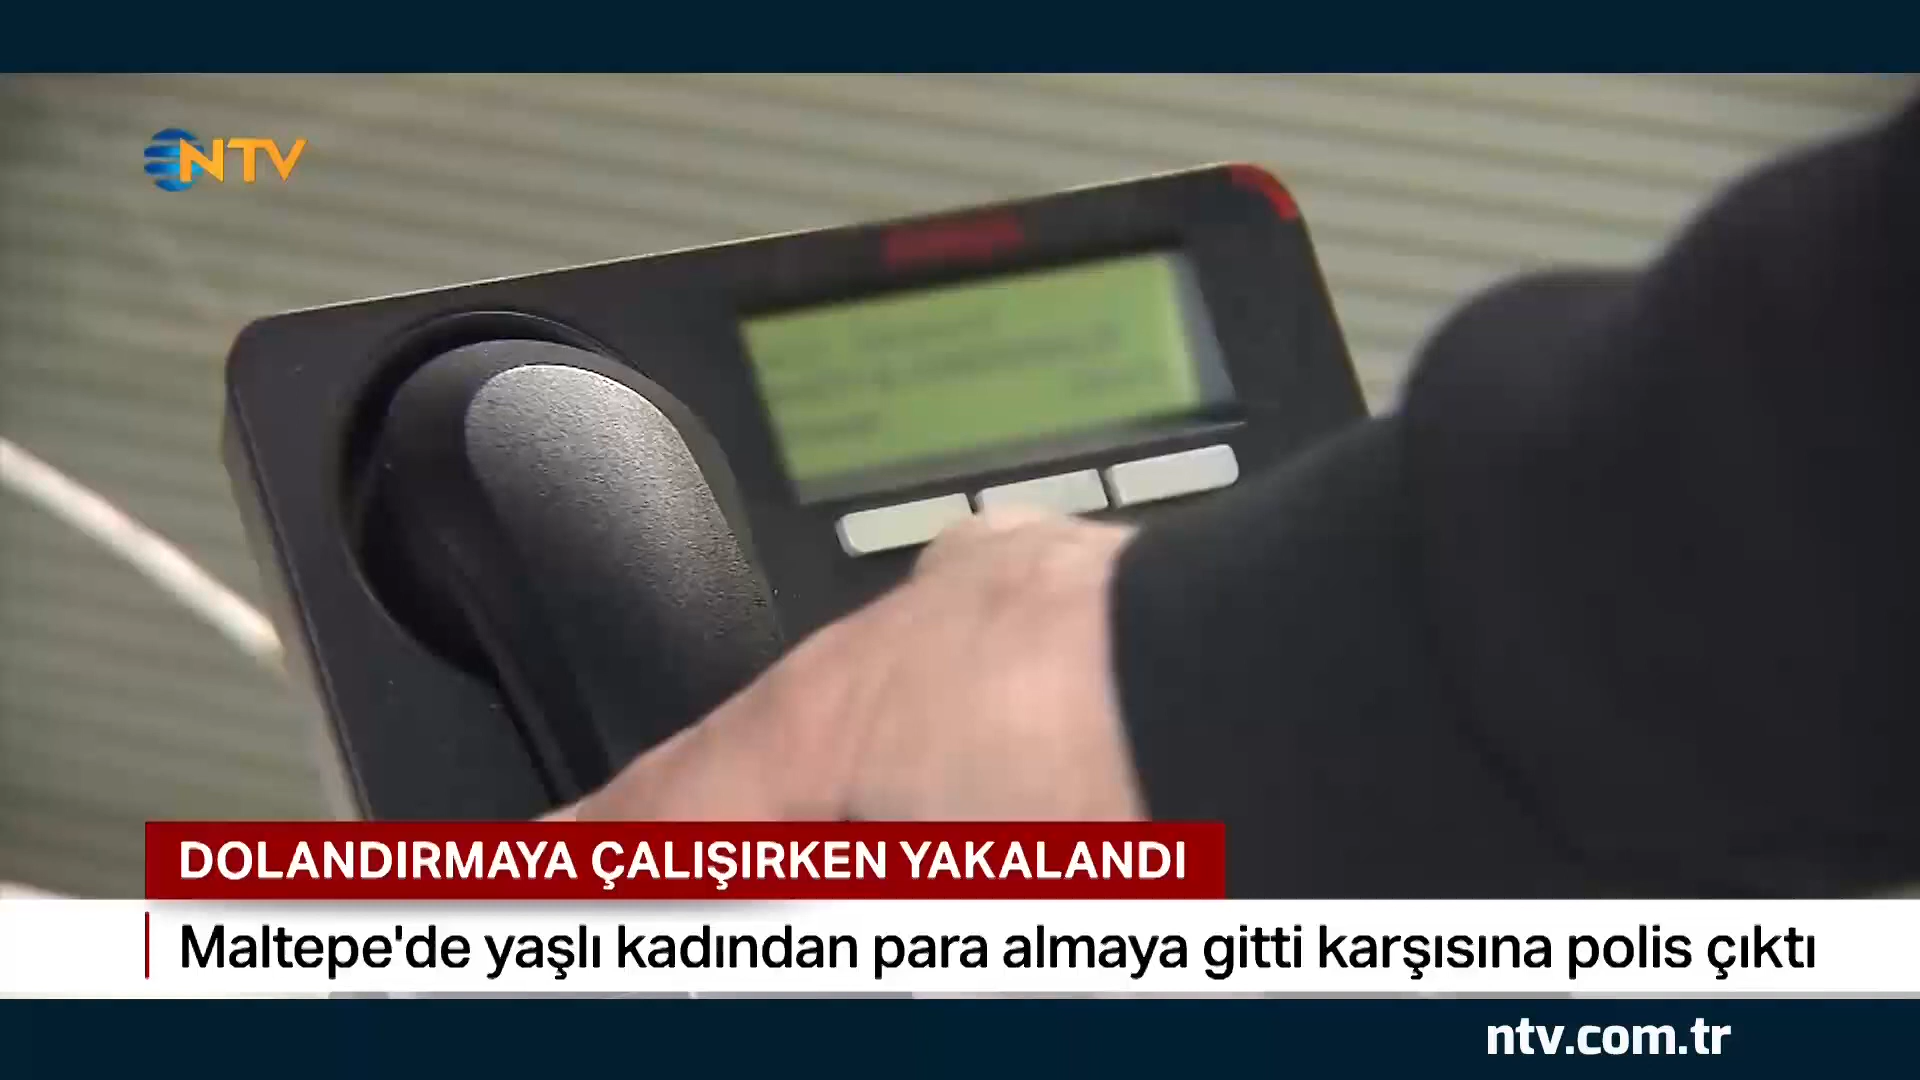 NTV
DOLANDIRMAYA ÇALIŞIRKEN YAKALANDI
Maltepe'de yaşlı kadından para almaya gitti karşısına polis çıktı
ntv.com.tr